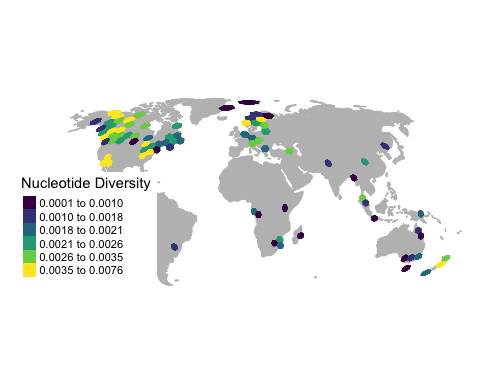 Nucleotide Diversity
0.0001 to 0.0010
0.0010 to 0.0018
0.0018 to 0.0021
0.0021 to 0.0026
0.0026 to 0.0035
0.0035 to 0.0076